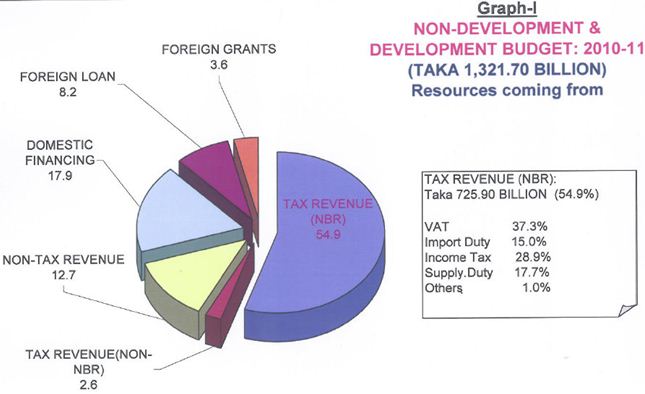 Graph-I
NON-DEVELOPMENT &
DEVELOPMENT BUDGET: 2010-11
(TAKA 1,321.70 BILLION)
Resources coming from
FOREIGN GRANTS
3.6
FOREIGN LOAN
8.2
DOMESTIC
FINANCING
17.9
NON-TAX REVENUE
12.7
TAX REVENUE(NON-
NBR)
2.6
TAX REVENUE
(NBR)
54.9
TAX REVENUE (NBR):
Taka 725.90 BILLION (54.9%)
VAT 37.3%
Import Duty 15.0%
Income Tax 28.9%
Supply.Duty 17.7%
Others 1.0%